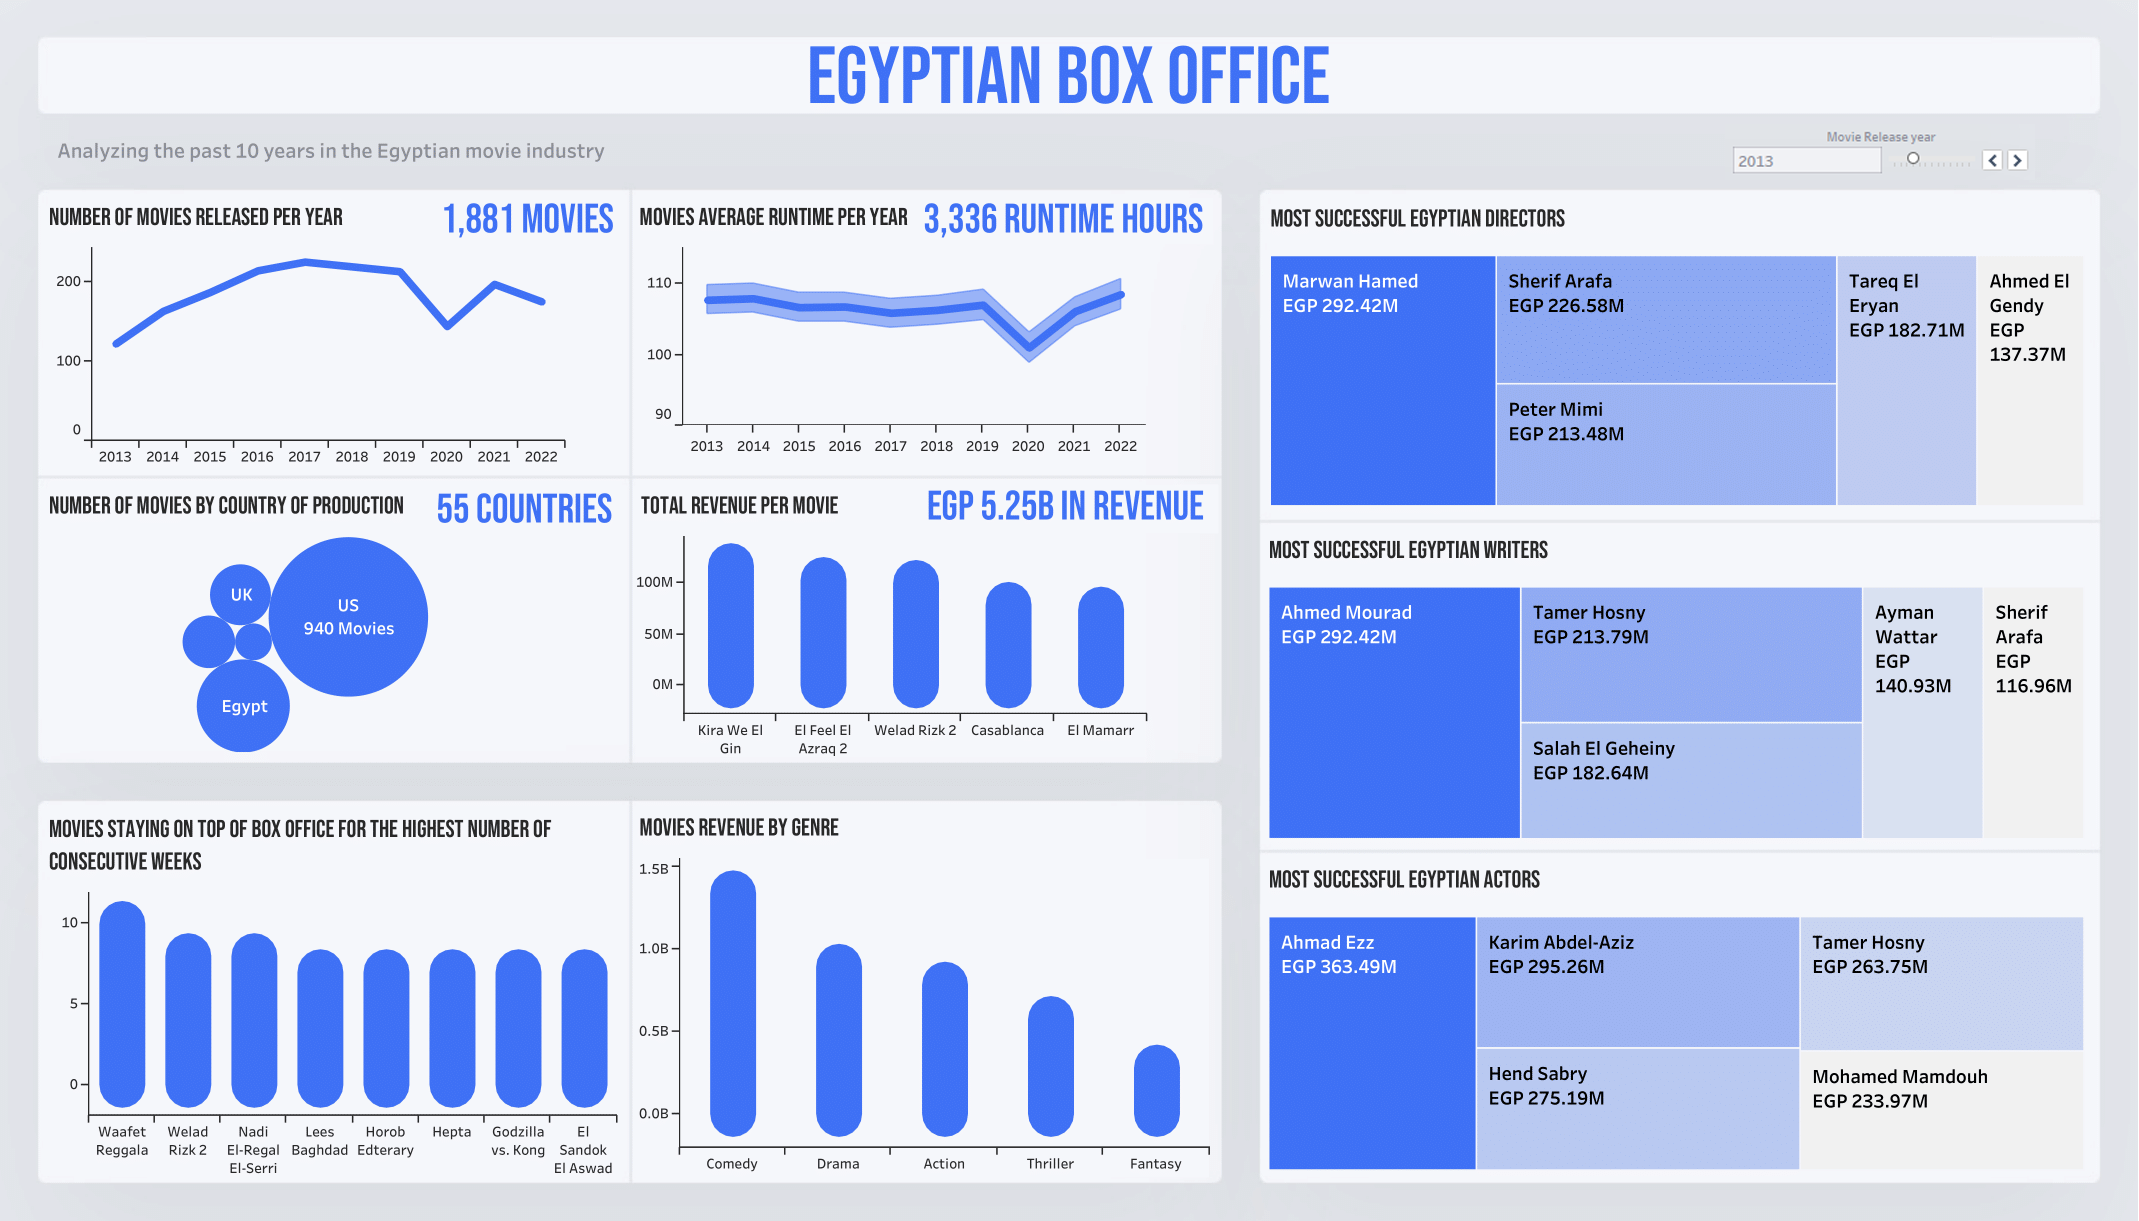 EGYPTIAN BOX OFFICE
Analyzing the past 10 years in the Egyptian movie industry
Movie Release year
2013
NUMBER OF MOVIES RELEASED PER YEAR
1,881 MOVIES
200
100
0
2013 2014 2015 2016 2017 2018 2019 2020 2021 2022
MOVIES AVERAGE RUNTIME PER YEAR
3,336 RUNTIME HOURS
110
100
90
2013 2014 2015 2016 2017 2018 2019 2020 2021 2022
NUMBER OF MOVIES BY COUNTRY OF PRODUCTION
55 COUNTRIES
UK
US
940 Movies
Egypt
TOTAL REVENUE PER MOVIE
EGP 5.25B IN REVENUE
100M
50M
0M
Kira We El
Gin
El Feel El
Azraq 2
Welad Rizk 2
Casablanca
El Mamarr
MOVIES STAYING ON TOP OF BOX OFFICE FOR THE HIGHEST NUMBER OF
CONSECUTIVE WEEKS
10
5
0
Waafet
Reggala
Welad
Rizk 2
Nadi
El-Regal
El-Serri
Lees
Baghdad
Horob
Edterary
Hepta
Godzilla
vs. Kong
El
Sandok
El Aswad
MOVIES REVENUE BY GENRE
1.5B
1.0B
0.5B
0.0B
Comedy
Drama
Action
Thriller
Fantasy
MOST SUCCESSFUL EGYPTIAN DIRECTORS
Marwan Hamed
EGP 292.42M
Sherif Arafa
EGP 226.58M
Peter Mimi
EGP 213.48M
Tareq El
Eryan
EGP 182.71M
Ahmed El
Gendy
EGP
137.37M
MOST SUCCESSFUL EGYPTIAN WRITERS
Ahmed Mourad
EGP 292.42M
Tamer Hosny
EGP 213.79M
Salah El Geheiny
EGP 182.64M
Ayman
Wattar
EGP
140.93M
Sherif
Arafa
EGP
116.96M
MOST SUCCESSFUL EGYPTIAN ACTORS
Ahmad Ezz
EGP 363.49M
Karim Abdel-Aziz
EGP 295.26M
Hend Sabry
EGP 275.19M
Tamer Hosny
EGP 263.75M
Mohamed Mamdouh
EGP 233.97M